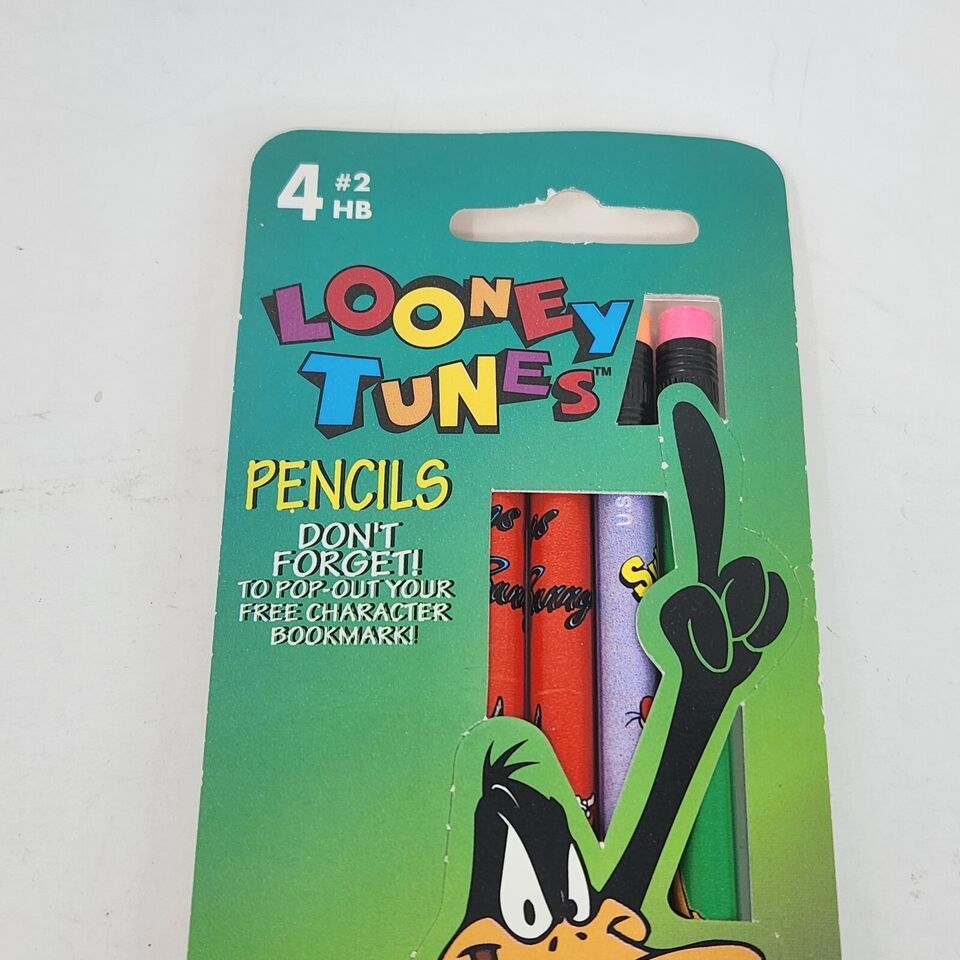 4 #2
HB
LOONEY
TUNES™
PENCILS
DON'T
FORGET!
TO POP-OUT YOUR
FREE CHARACTER
BOOKMARK!